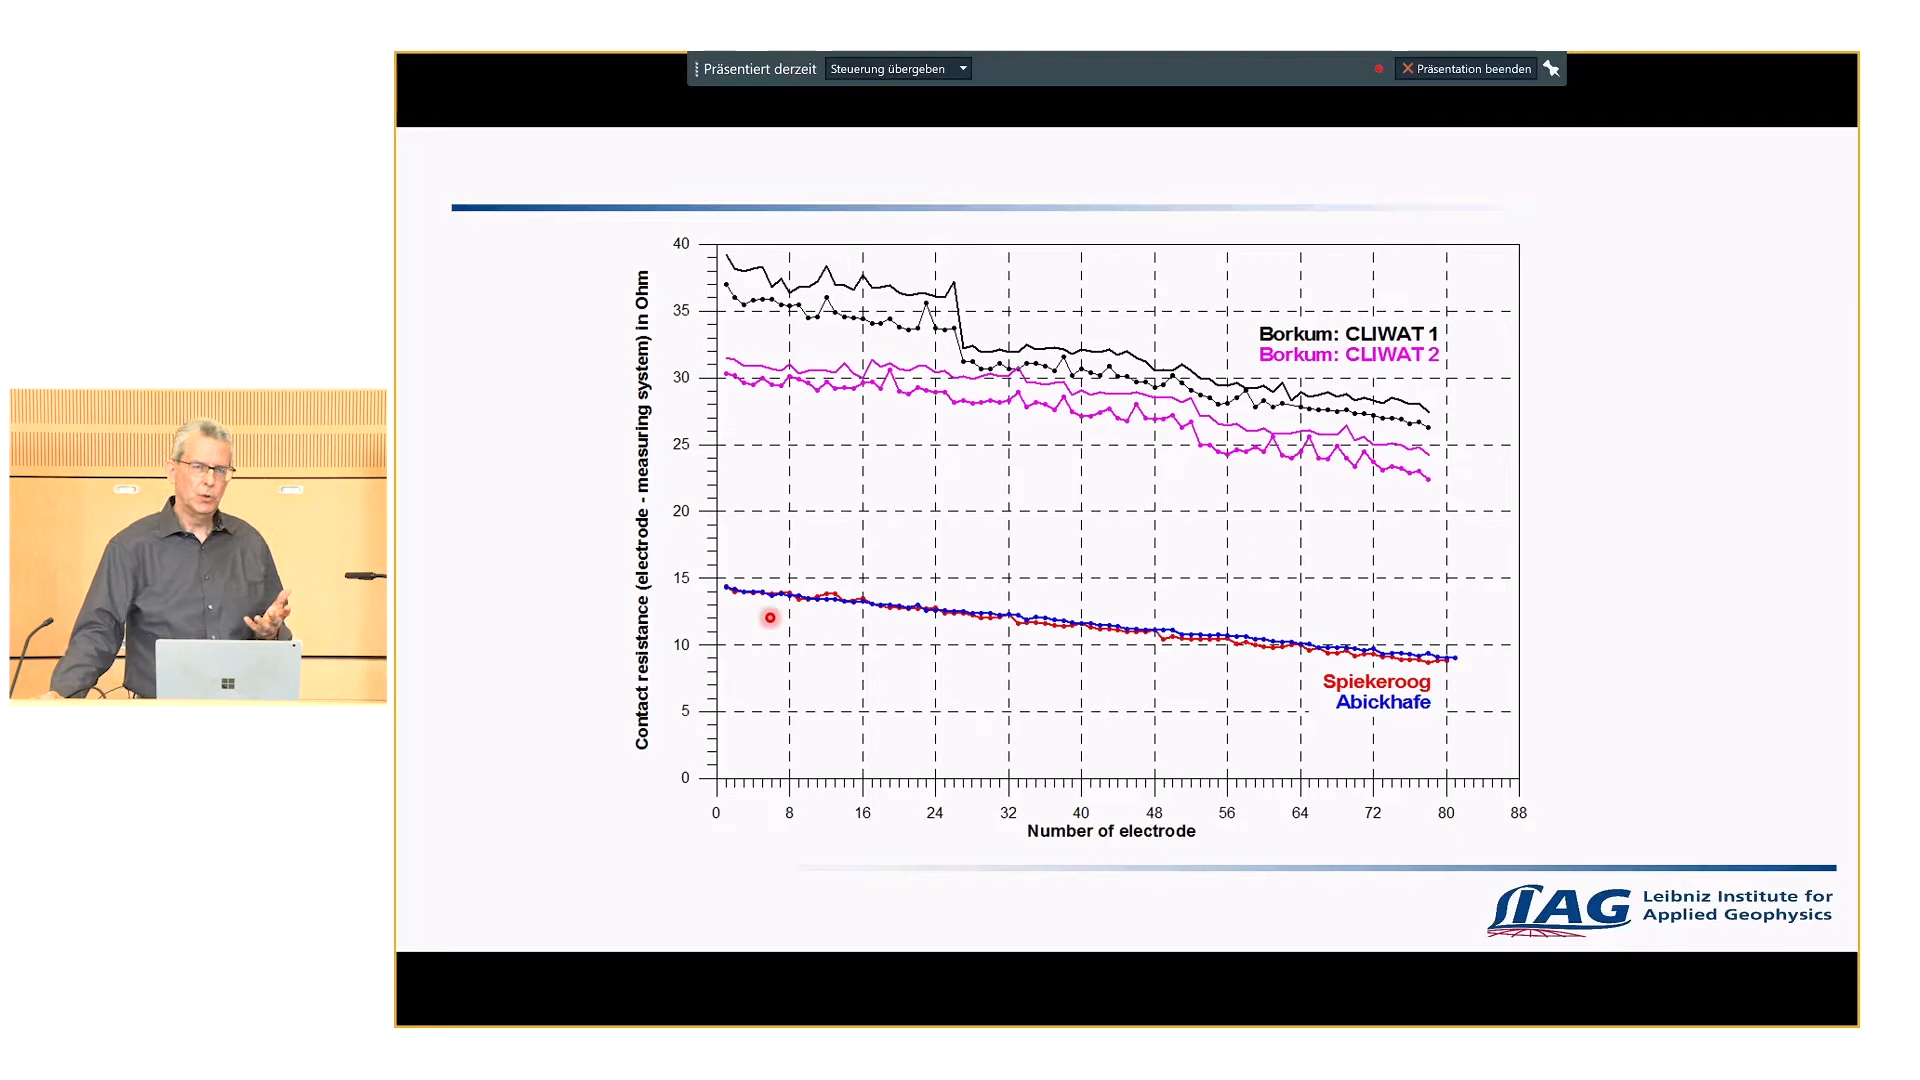 Präsentiert derzeit
Steuerung übergeben
Präsentation beenden
Contact resistance (electrode - measuring system) in Ohm
40
35
30
25
20
15
10
5
0
Borkum: CLIWAT 1
Borkum: CLIWAT 2
Spiekeroog
Abickhafe
0 8 16 24 32 40 48 56 64 72 80 88
Number of electrode
LIAG
Leibniz Institute for
Applied Geophysics